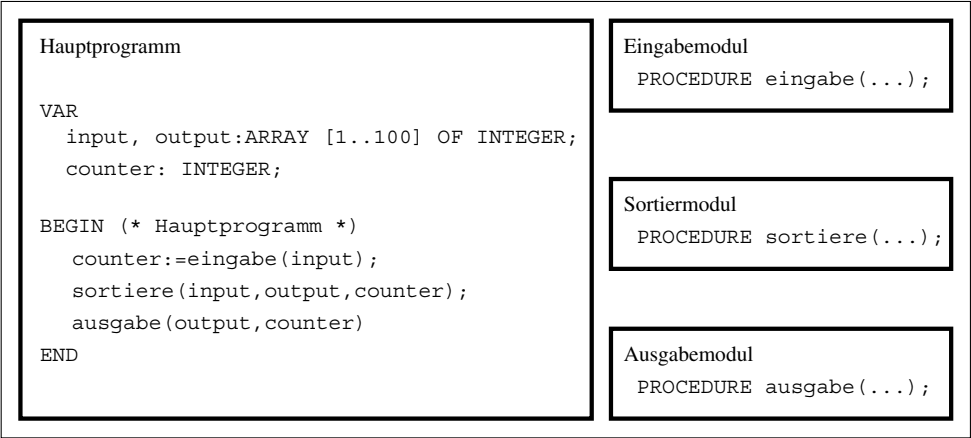 Hauptprogramm
VAR
input, output:ARRAY [1..100] OF INTEGER;
counter: INTEGER;
BEGIN (* Hauptprogramm *)
counter:=eingabe(input);
sortiere(input,output,counter);
ausgabe(output,counter)
END
Eingabemodul
PROCEDURE eingabe(...);
Sortiermodul
PROCEDURE sortiere(...);
Ausgabemodul
PROCEDURE ausgabe(...);